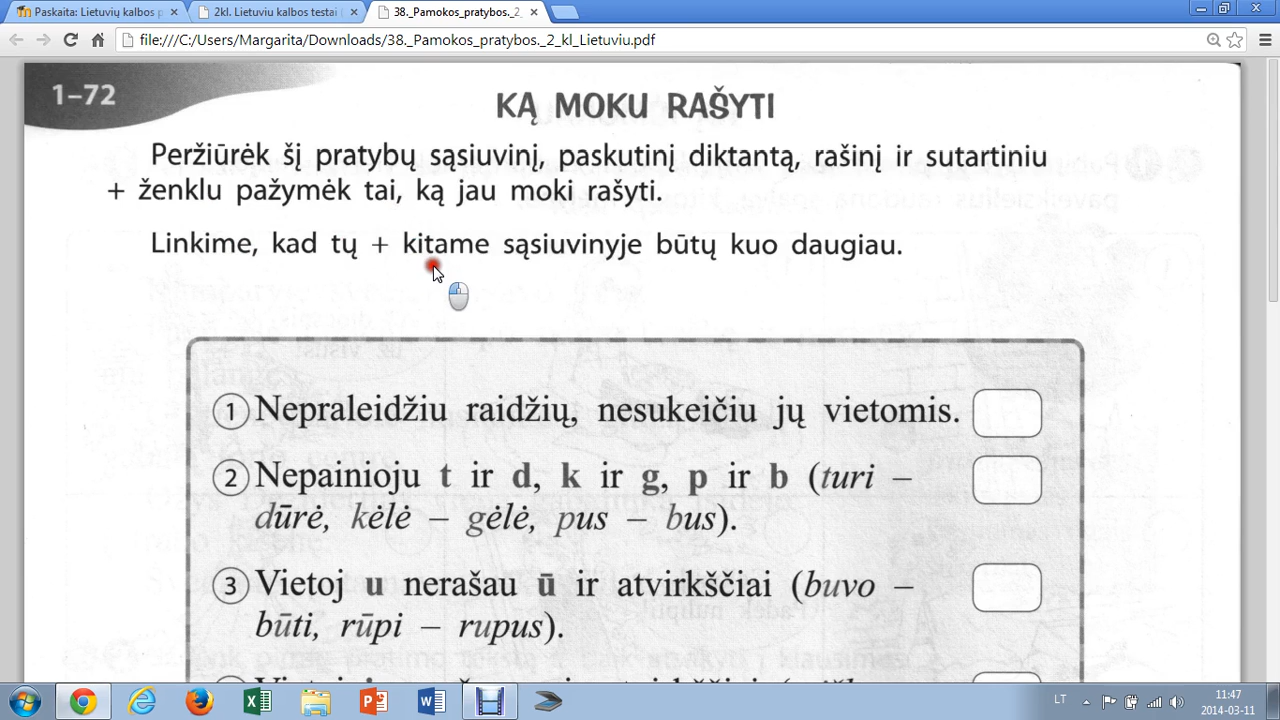 Paskaita: Lietuvių kalbos p
2kl. Lietuvių kalbos testai
38._Pamokos_pratybos._2_
file:///C:/Users/Margarita/Downloads/38._Pamokos_pratybos._2_kl_Lietuviu.pdf
1–72
KĄ MOKU RAŠYTI
Peržiūrėk šį pratybų sąsiuvinį, paskutinį diktantą, rašinį ir sutartiniu
+ ženklu pažymėk tai, ką jau moki rašyti.
Linkime, kad tų + kitame sąsiuvinyje būtų kuo daugiau.
1 Nepraleidžiu raidžių, nesukeičiu jų vietomis.
2 Nepainioju t ir d, k ir g, p ir b (turi –
dūrė, kėlė – gėlė, pus – bus).
3 Vietoj u nerašau ū ir atvirkščiai (buvo –
būti, rūpi – rupus).
LT
11:47
2014-03-11